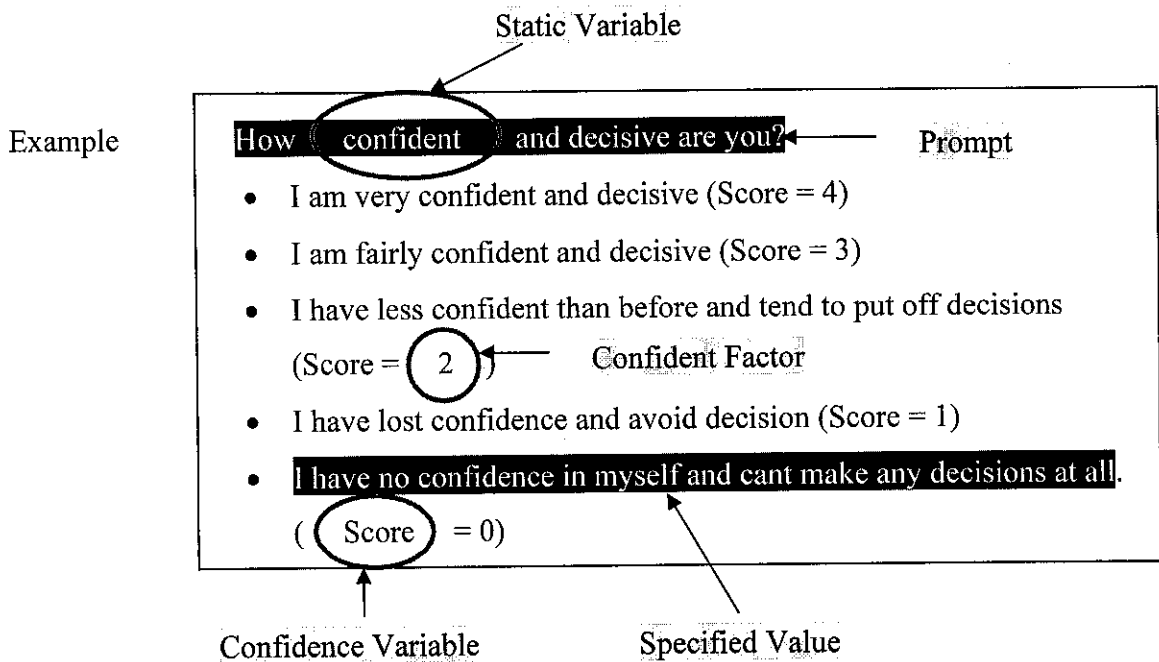 Static Variable
Example
How confident and decisive are you?
Prompt
• I am very confident and decisive (Score = 4)
• I am fairly confident and decisive (Score = 3)
• I have less confident than before and tend to put off decisions
(Score = 2 )
Confident Factor
• I have lost confidence and avoid decision (Score = 1)
• I have no confidence in myself and cant make any decisions at all.
( Score = 0)
Confidence Variable
Specified Value